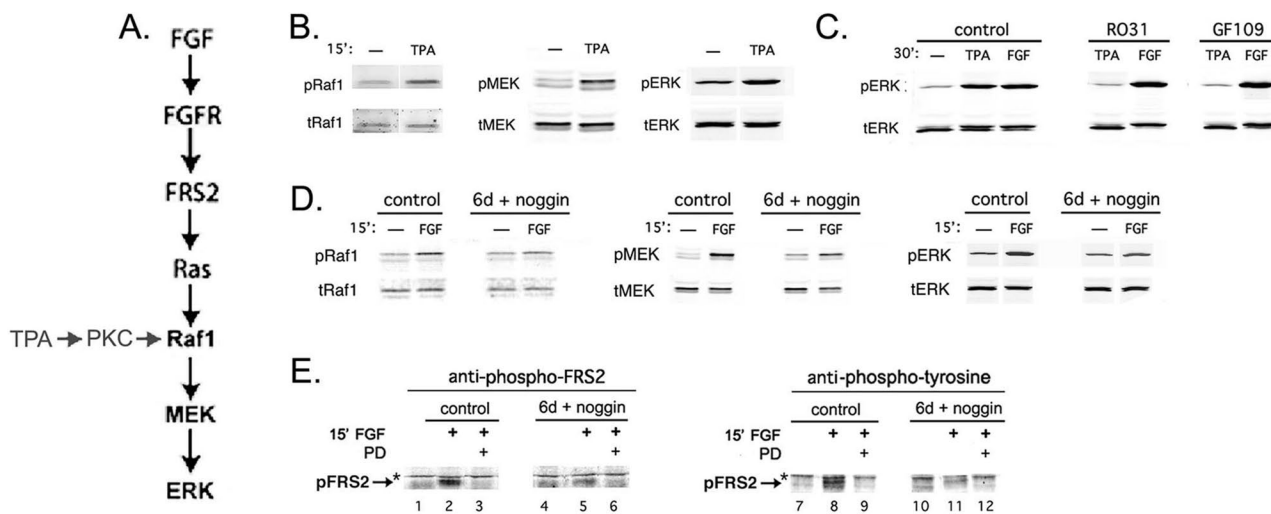 A.
FGF
FGFR
FRS2
Ras
TPA PKC Raf1
MEK
ERK
B.
15': — TPA
pRaf1
tRaf1
— TPA
pMEK
tMEK
— TPA
pERK
tERK
C.
control RO31 GF109
30': — TPA FGF TPA FGF TPA FGF
pERK
tERK
D.
control 6d + noggin
15': — FGF — FGF
pRaf1
tRaf1
control 6d + noggin
15': — FGF — FGF
pMEK
tMEK
control 6d + noggin
15': — FGF — FGF
pERK
tERK
E.
anti-phospho-FRS2
control 6d + noggin
15' FGF + + + +
PD + +
pFRS2 *
1 2 3 4 5 6
anti-phospho-tyrosine
control 6d + noggin
15' FGF + + + +
PD + +
pFRS2 *
7 8 9 10 11 12